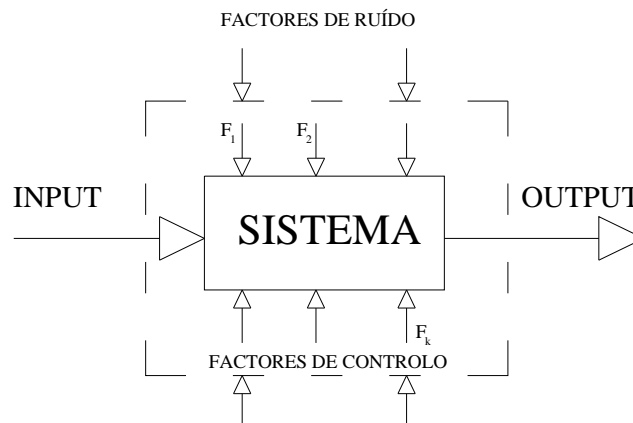 FACTORES DE RUÍDO
F1 F2
INPUT
SISTEMA
OUTPUT
Fk
FACTORES DE CONTROLO